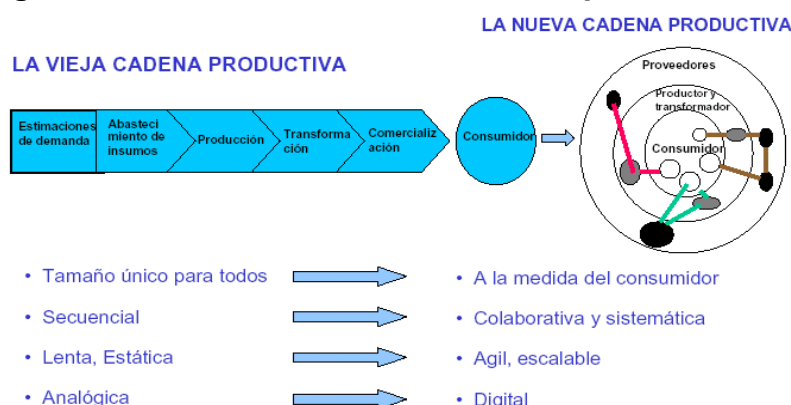 LA NUEVA CADENA PRODUCTIVA
LA VIEJA CADENA PRODUCTIVA
Estimaciones
de demanda
Abasteci
miento de
insumos
Producción
Transforma
ción
Comercializ
ación
Consumidor
Proveedores
Productor y
transformador
Consumidor
• Tamaño único para todos
• A la medida del consumidor
• Secuencial
• Colaborativa y sistemática
• Lenta, Estática
• Agil, escalable
• Analógica
• Digital